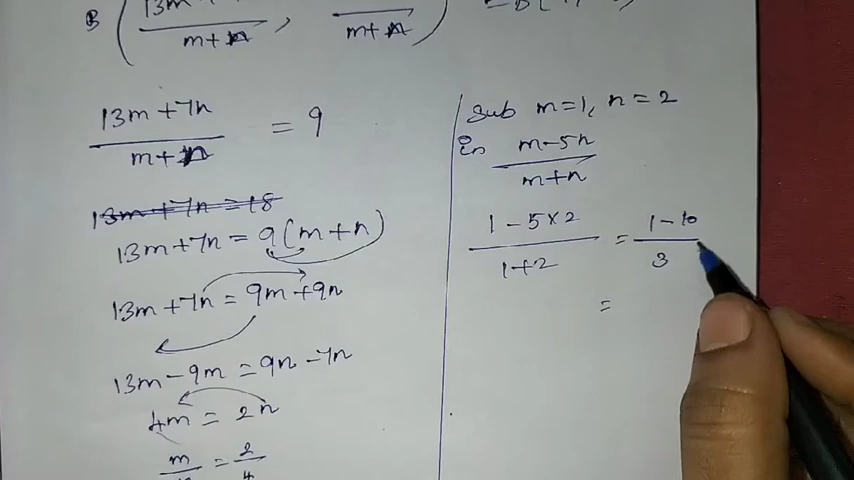 B ( 13m + / m+n , / m+n ) = B(
13m+7n / m+n = 9
13m+7n = 18
13m+7n = 9(m+n)
13m+7n = 9m+9n
13m-9m = 9n-7n
4m = 2n
m / = 2 / 4
Sub m=1, n=2
in m-5n / m+n
1-5×2 / 1+2 = 1-10 / 3
=